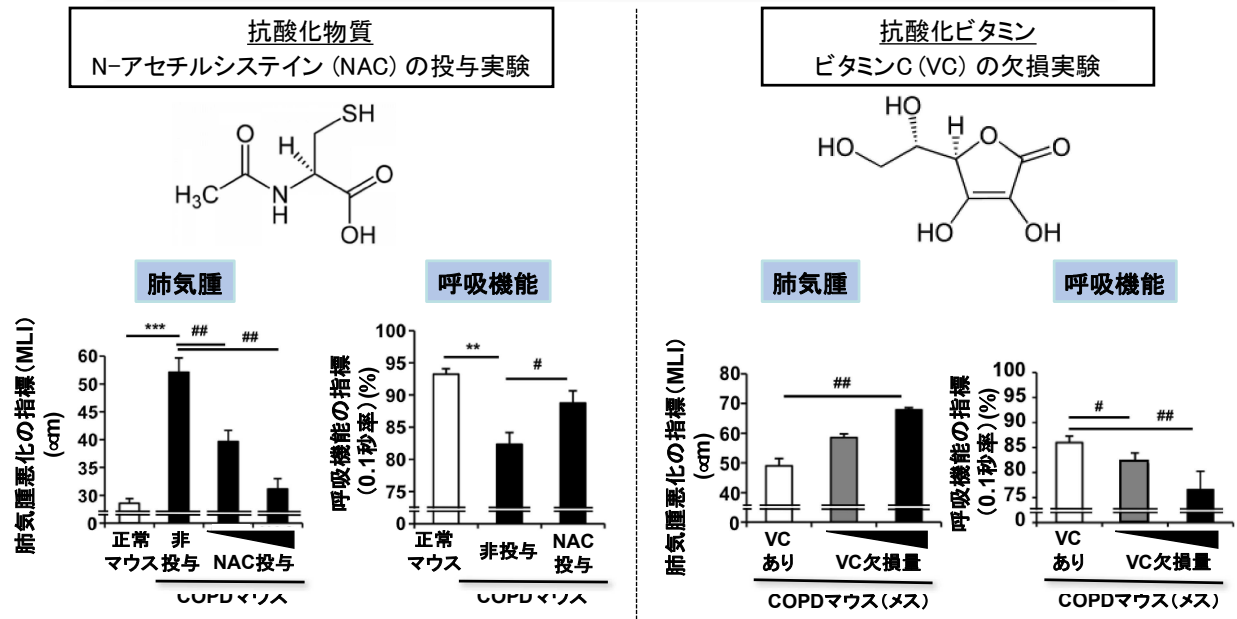 抗酸化物質
N-アセチルシステイン (NAC) の投与実験
SH
O
H
O
H3C
N
H
OH
肺気腫
呼吸機能
肺気腫悪化の指標(MLI)
(∝m)
***
##
##
60
52
45
40
35
30
0
正常
マウス
非
投与
NAC投与
COPDマウス
呼吸機能の指標
(0.1秒率)(%)
**
#
100
95
90
85
80
75
0
正常
マウス
非投与
NAC
投与
COPDマウス
抗酸化ビタミン
ビタミンC (VC) の欠損実験
HO
H
O
O
HO
HO
OH
肺気腫
呼吸機能
肺気腫悪化の指標(MLI)
(∝m)
##
80
70
60
50
40
0
VC
あり
VC欠損量
COPDマウス(メス)
呼吸機能の指標
(0.1秒率)(%)
#
##
100
95
90
85
80
75
0
VC
あり
VC欠損量
COPDマウス(メス)